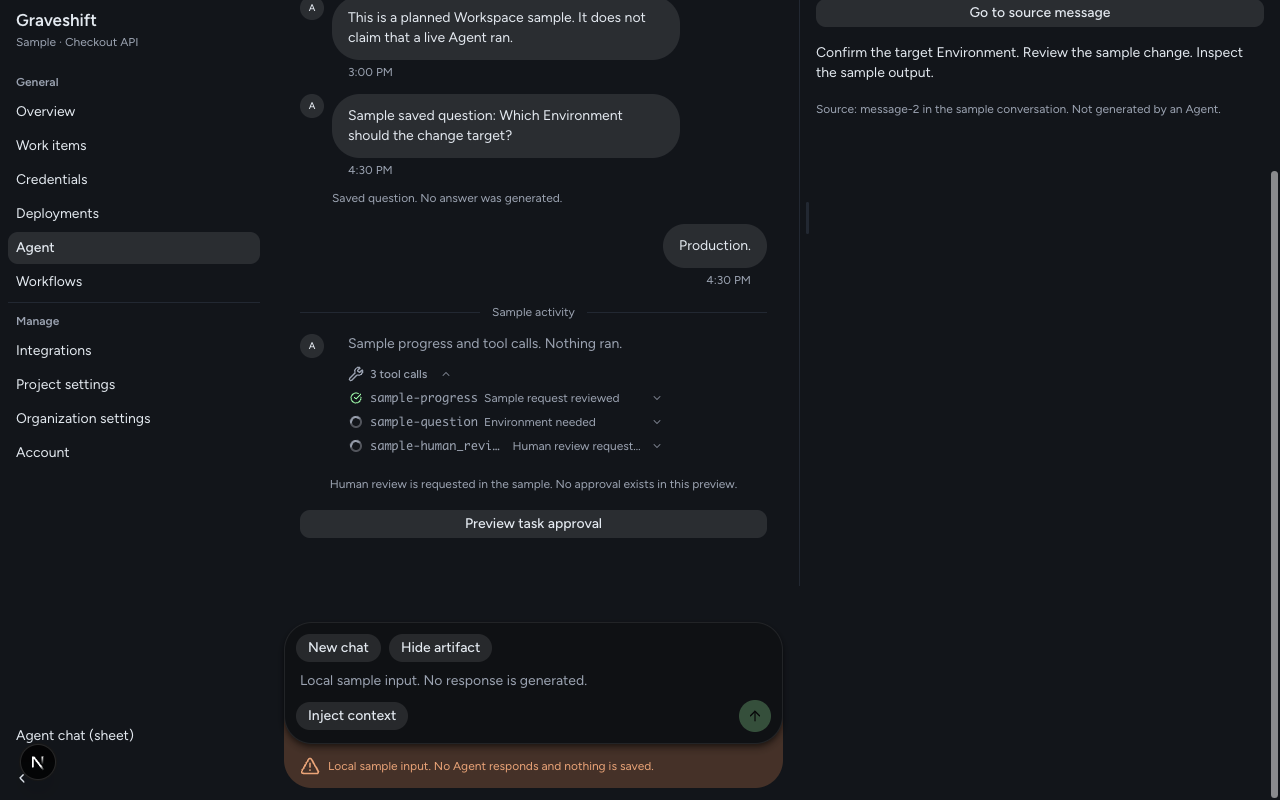 Graveshift
Sample · Checkout API
General
Overview
Work items
Credentials
Deployments
Agent
Workflows
Manage
Integrations
Project settings
Organization settings
Account
Agent chat (sheet)
N
A
This is a planned Workspace sample. It does not
claim that a live Agent ran.
3:00 PM
A
Sample saved question: Which Environment
should the change target?
4:30 PM
Saved question. No answer was generated.
Production.
4:30 PM
Sample activity
A
Sample progress and tool calls. Nothing ran.
3 tool calls
sample-progress Sample request reviewed
sample-question Environment needed
sample-human_revi… Human review request…
Human review is requested in the sample. No approval exists in this preview.
Preview task approval
New chat
Hide artifact
Local sample input. No response is generated.
Inject context
Local sample input. No Agent responds and nothing is saved.
Go to source message
Confirm the target Environment. Review the sample change. Inspect
the sample output.
Source: message-2 in the sample conversation. Not generated by an Agent.